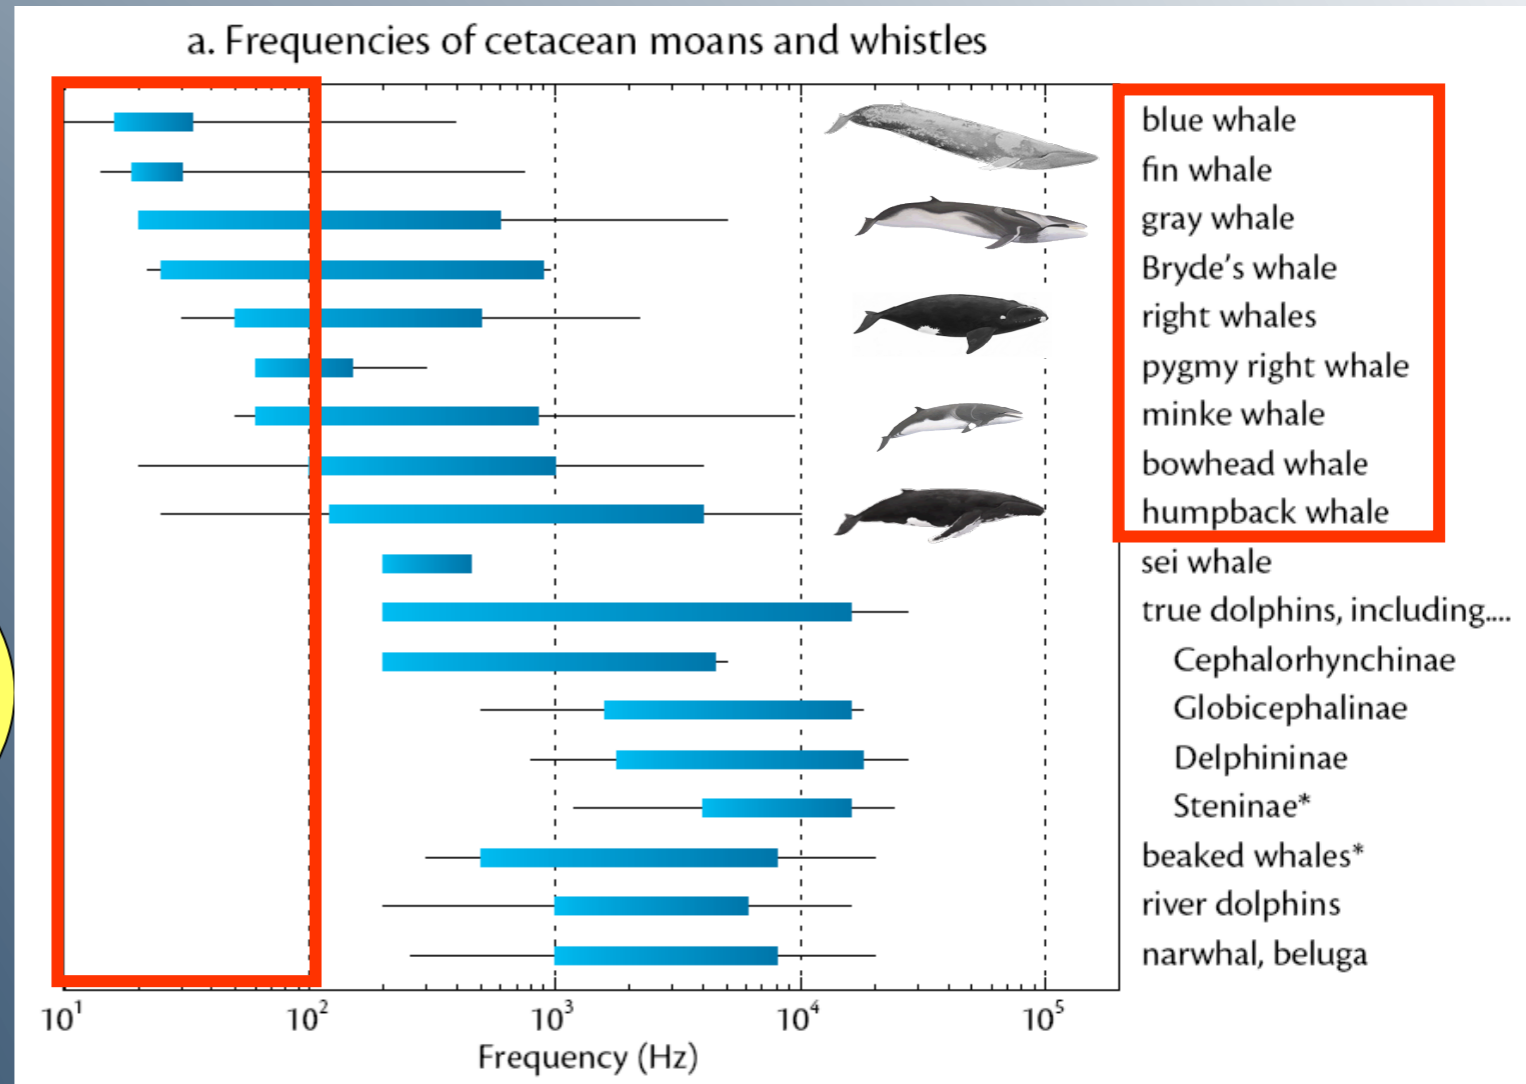 a. Frequencies of cetacean moans and whistles
blue whale
fin whale
gray whale
Bryde's whale
right whales
pygmy right whale
minke whale
bowhead whale
humpback whale
sei whale
true dolphins, including....
Cephalorhynchinae
Globicephalinae
Delphininae
Steninae*
beaked whales*
river dolphins
narwhal, beluga
10¹ 10² 10³ 10⁴ 10⁵
Frequency (Hz)